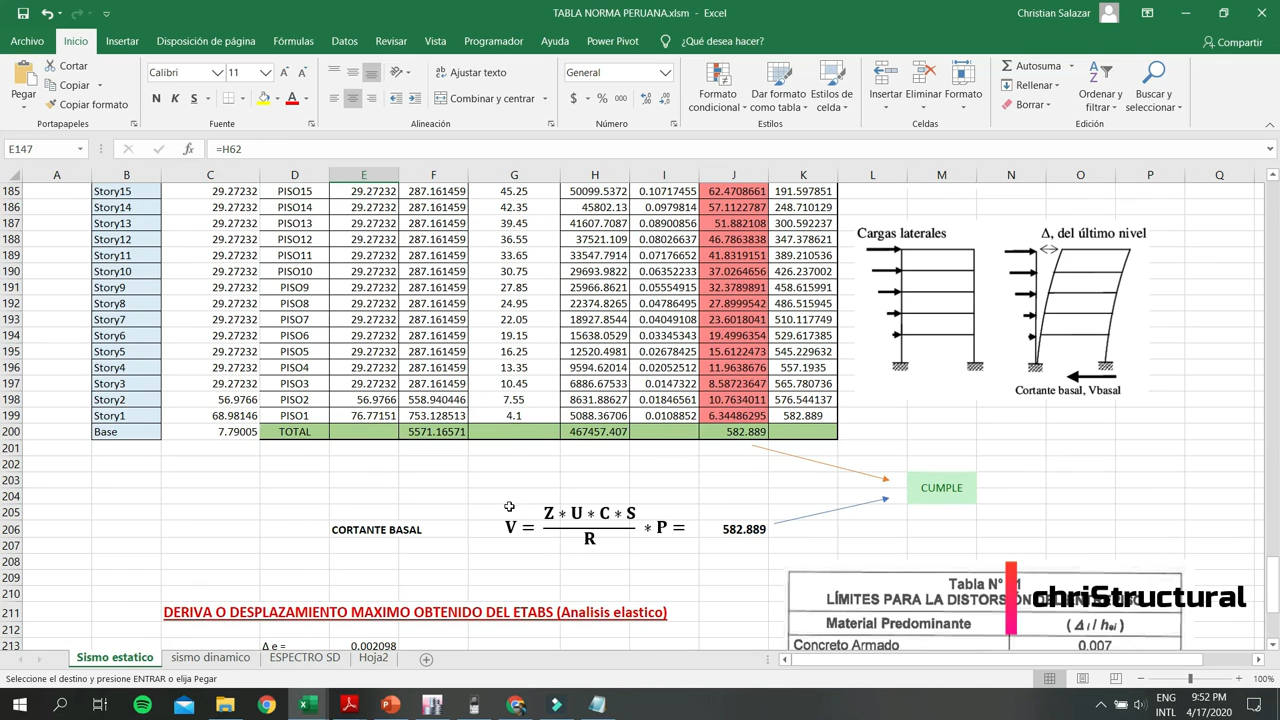 TABLA NORMA PERUANA.xlsm - Excel
Christian Salazar
Archivo Inicio Insertar Disposición de página Fórmulas Datos Revisar Vista Programador Ayuda Power Pivot ¿Qué desea hacer? Compartir
Pegar
Cortar
Copiar
Copiar formato
Portapapeles
Calibri 11
N K S
Fuente
Ajustar texto
Combinar y centrar
Alineación
General
$ % 000
Número
Formato condicional
Dar formato como tabla
Estilos de celda
Estilos
Insertar Eliminar Formato
Celdas
Autosuma
Rellenar
Borrar
Ordenar y filtrar
Buscar y seleccionar
Edición
E147 fx =H62
A B C D E F G H I J K L M N O P Q
185 Story15 29.27232 PISO15 29.27232 287.161459 45.25 50099.5372 0.10717455 62.4708661 191.597851
186 Story14 29.27232 PISO14 29.27232 287.161459 42.35 45802.13 0.0979814 57.1122787 248.710129
187 Story13 29.27232 PISO13 29.27232 287.161459 39.45 41607.7087 0.08900856 51.882108 300.592237
188 Story12 29.27232 PISO12 29.27232 287.161459 36.55 37521.109 0.08026637 46.7863838 347.378621
189 Story11 29.27232 PISO11 29.27232 287.161459 33.65 33547.7914 0.07176652 41.8319151 389.210536
190 Story10 29.27232 PISO10 29.27232 287.161459 30.75 29693.9822 0.06352233 37.0264656 426.237002
191 Story9 29.27232 PISO9 29.27232 287.161459 27.85 25966.8621 0.05554915 32.3789891 458.615991
192 Story8 29.27232 PISO8 29.27232 287.161459 24.95 22374.8265 0.04786495 27.8999542 486.515945
193 Story7 29.27232 PISO7 29.27232 287.161459 22.05 18927.8544 0.04049108 23.6018041 510.117749
194 Story6 29.27232 PISO6 29.27232 287.161459 19.15 15638.0529 0.03345343 19.4996354 529.617385
195 Story5 29.27232 PISO5 29.27232 287.161459 16.25 12520.4981 0.02678425 15.6122473 545.229632
196 Story4 29.27232 PISO4 29.27232 287.161459 13.35 9594.62014 0.02052512 11.9638676 557.1935
197 Story3 29.27232 PISO3 29.27232 287.161459 10.45 6886.67533 0.0147322 8.58723647 565.780736
198 Story2 56.9766 PISO2 56.9766 558.940446 7.55 8631.88627 0.01846561 10.7634011 576.544137
199 Story1 68.98146 PISO1 76.77151 753.128513 4.1 5088.36706 0.0108852 6.34486295 582.889
200 Base 7.79005 TOTAL 5571.16571 467457.407 582.889
201
202
203
204
205
206
207
208
209
210
211
212
213
Cargas laterales
Δ, del último nivel
Cortante basal, Vbasal
CUMPLE
CORTANTE BASAL V = Z ∗ U ∗ C ∗ S / R ∗ P = 582.889
DERIVA O DESPLAZAMIENTO MAXIMO OBTENIDO DEL ETABS (Analisis elastico)
Δ e = 0.002098
Tabla N°
LÍMITES PARA LA
Material Predominante ( Δ i / h ei )
Concreto Armado 0.007
chriStructural
Sismo estatico sismo dinamico ESPECTRO SD Hoja2
Seleccione el destino y presione ENTRAR o elija Pegar
100%
ENG
INTL
9:52 PM
4/17/2020